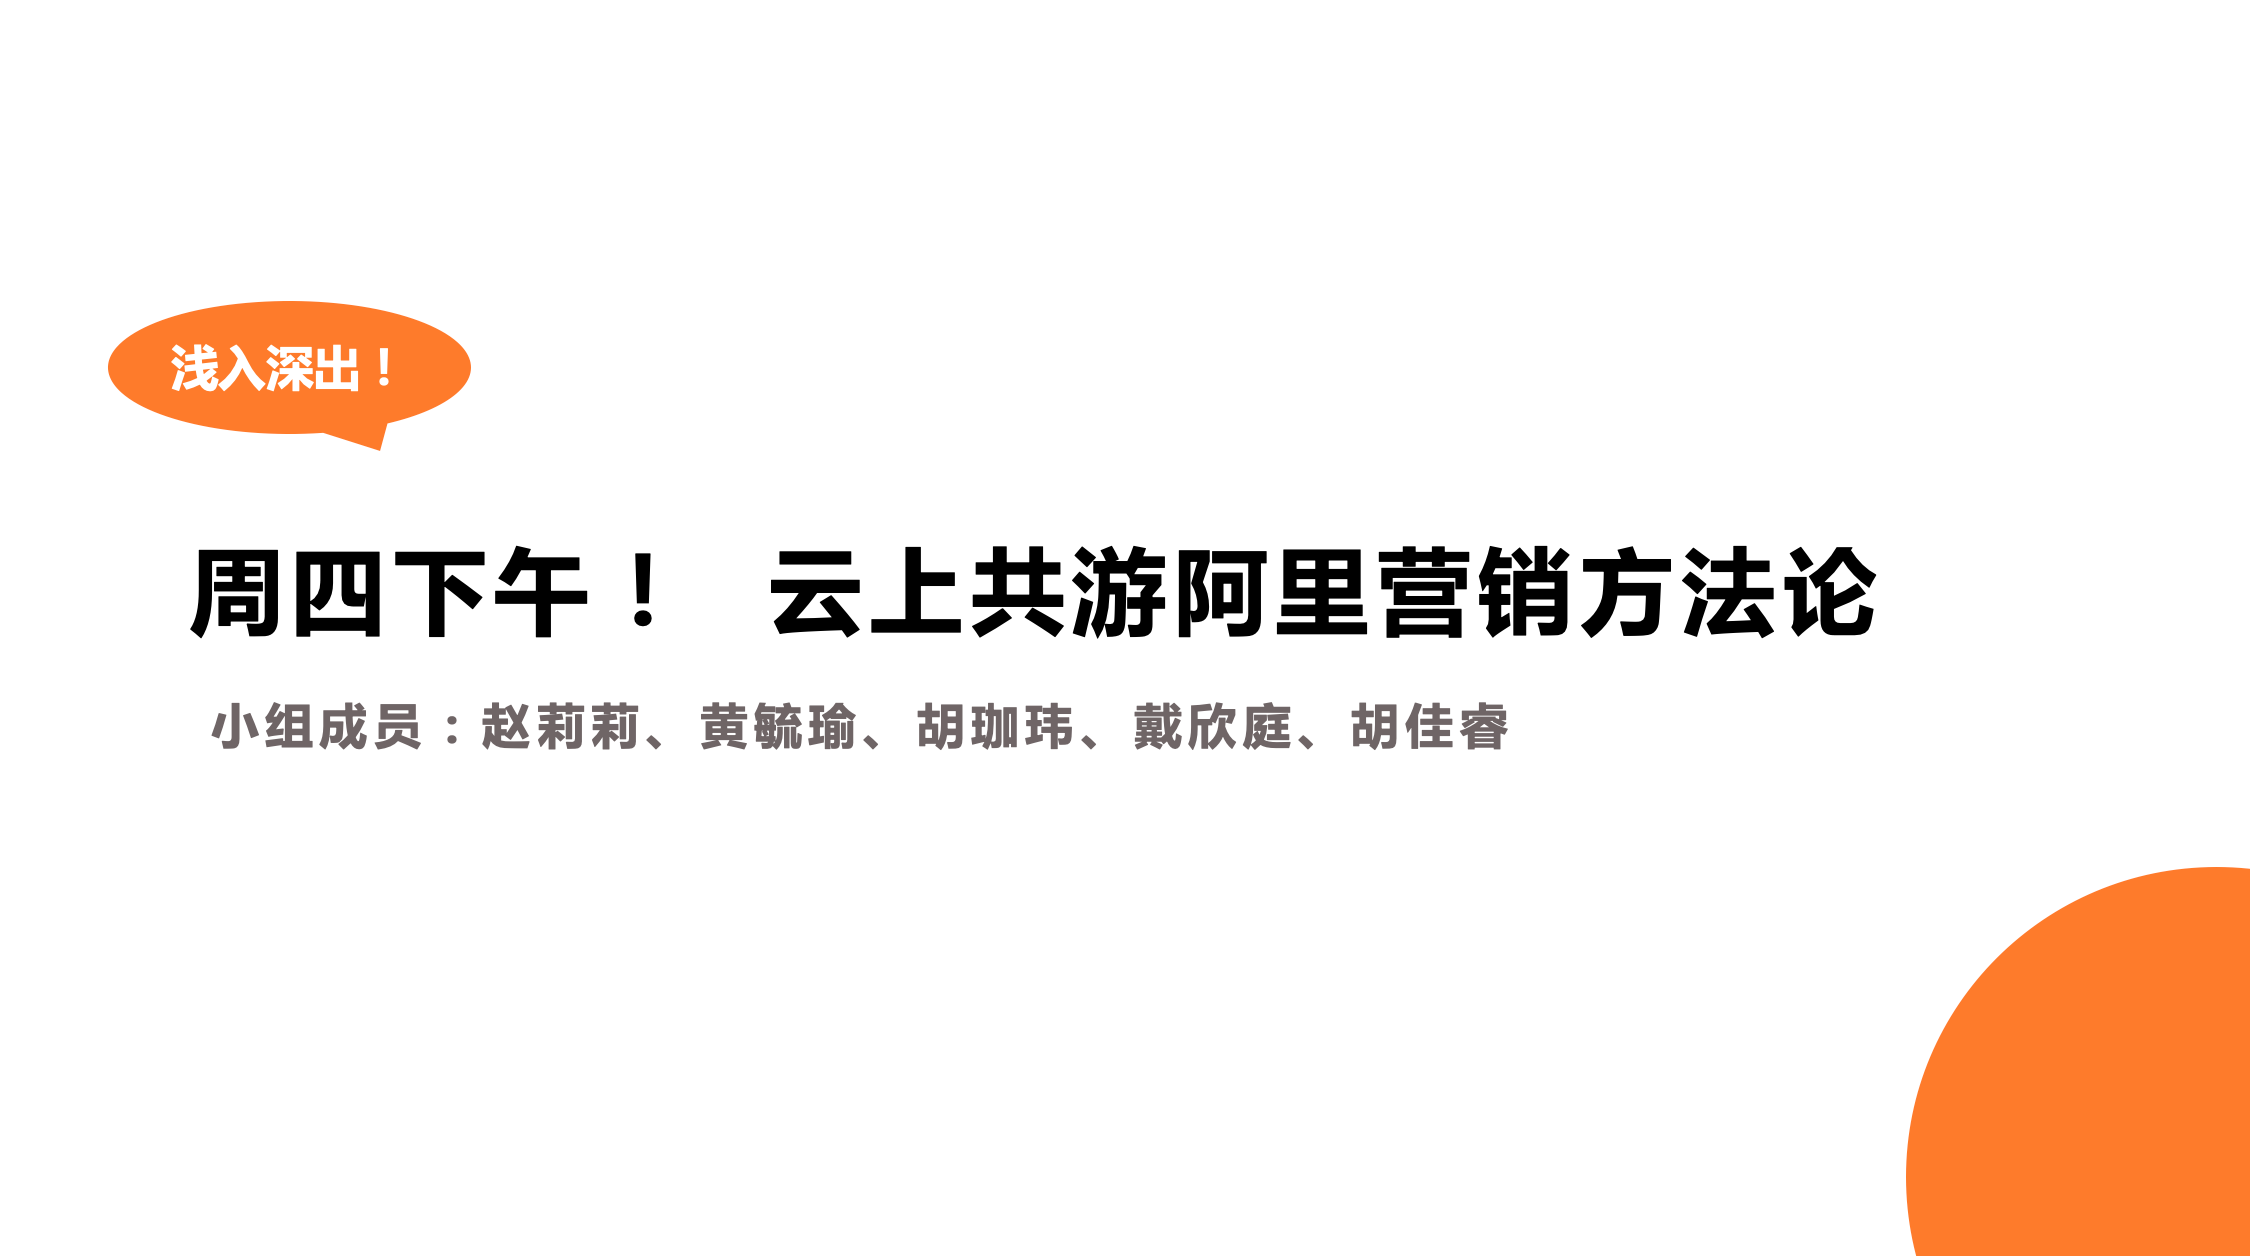 浅入深出！
周四下午！ 云上共游阿里营销方法论
小组成员：赵莉莉、黄毓瑜、胡珈玮、戴欣庭、胡佳睿